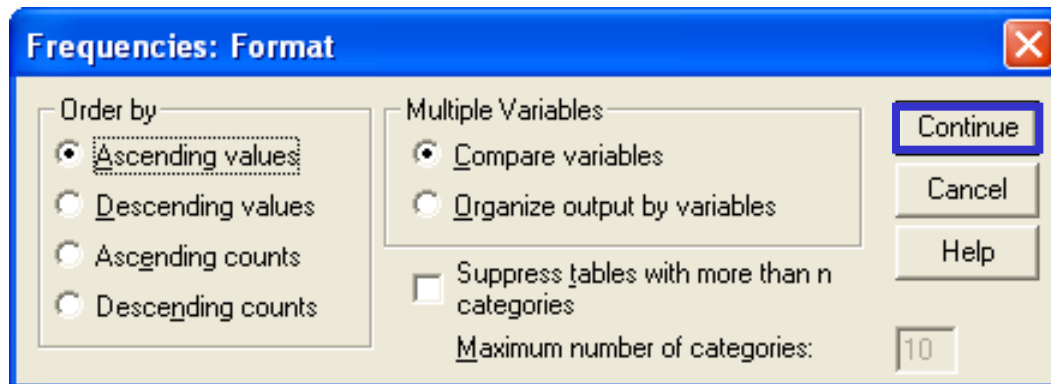 Frequencies: Format
Order by
Ascending values
Descending values
Ascending counts
Descending counts
Multiple Variables
Compare variables
Organize output by variables
Suppress tables with more than n
categories
Maximum number of categories:
10
Continue
Cancel
Help